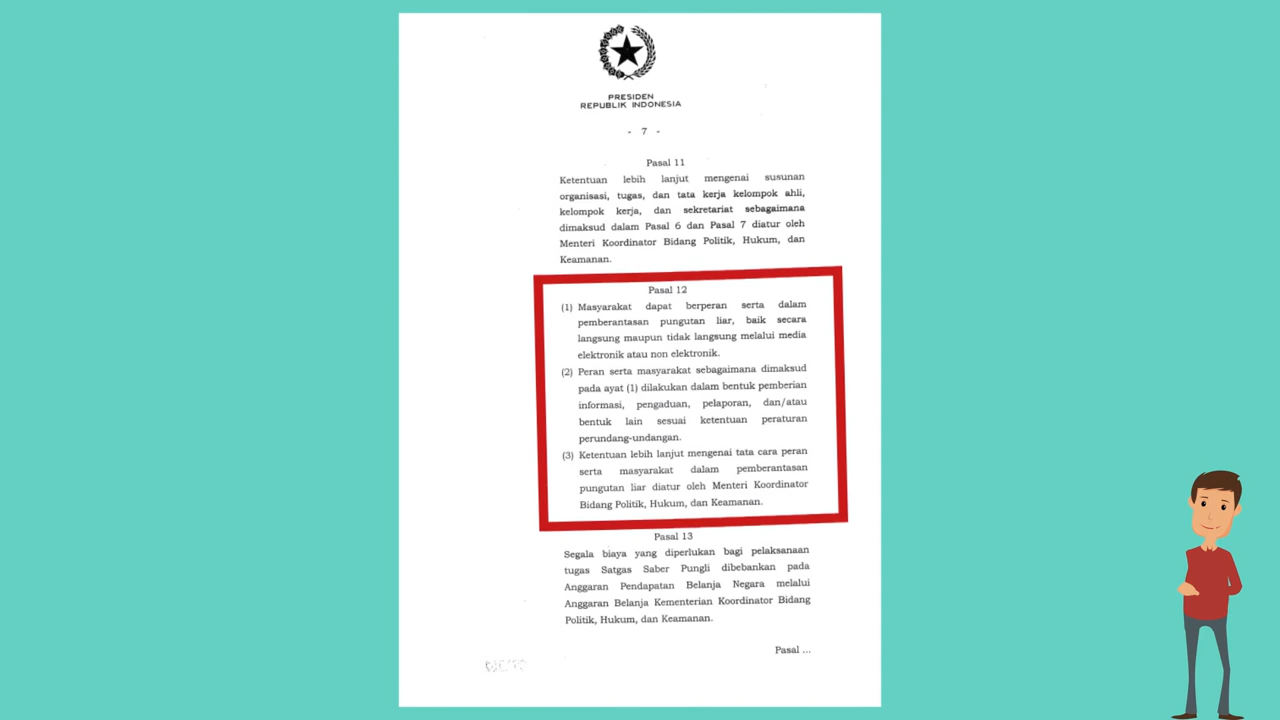 PRESIDEN
REPUBLIK INDONESIA
- 7 -
Pasal 11
Ketentuan lebih lanjut mengenai susunan
organisasi, tugas, dan tata kerja kelompok ahli,
kelompok kerja, dan sekretariat sebagaimana
dimaksud dalam Pasal 6 dan Pasal 7 diatur oleh
Menteri Koordinator Bidang Politik, Hukum, dan
Keamanan.
Pasal 12
(1) Masyarakat dapat berperan serta dalam
pemberantasan pungutan liar, baik secara
langsung maupun tidak langsung melalui media
elektronik atau non elektronik.
(2) Peran serta masyarakat sebagaimana dimaksud
pada ayat (1) dilakukan dalam bentuk pemberian
informasi, pengaduan, pelaporan, dan/atau
bentuk lain sesuai ketentuan peraturan
perundang-undangan.
(3) Ketentuan lebih lanjut mengenai tata cara peran
serta masyarakat dalam pemberantasan
pungutan liar diatur oleh Menteri Koordinator
Bidang Politik, Hukum, dan Keamanan.
Pasal 13
Segala biaya yang diperlukan bagi pelaksanaan
tugas Satgas Saber Pungli dibebankan pada
Anggaran Pendapatan Belanja Negara melalui
Anggaran Belanja Kementerian Koordinator Bidang
Politik, Hukum, dan Keamanan.
Pasal ...